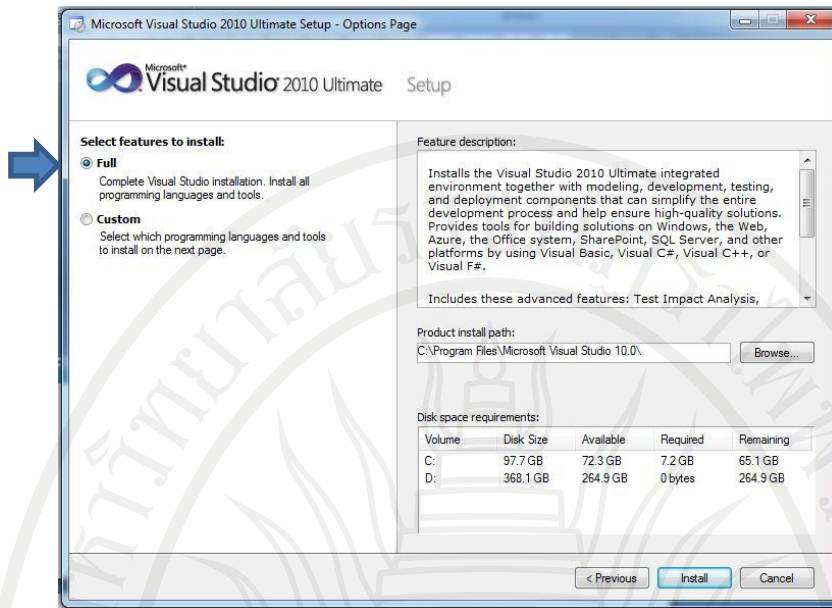 Microsoft Visual Studio 2010 Ultimate Setup - Options Page
Microsoft®
Visual Studio® 2010 Ultimate Setup
Select features to install:
Full
Complete Visual Studio installation. Install all
programming languages and tools.
Custom
Select which programming languages and tools
to install on the next page.
Feature description:
Installs the Visual Studio 2010 Ultimate integrated
environment together with modeling, development, testing,
and deployment components that can simplify the entire
development process and help ensure high-quality solutions.
Provides tools for building solutions on Windows, the Web,
Azure, the Office system, SharePoint, SQL Server, and other
platforms by using Visual Basic, Visual C#, Visual C++, or
Visual F#.
Includes these advanced features: Test Impact Analysis,
Product install path:
C:\Program Files\Microsoft Visual Studio 10.0\
Browse...
Disk space requirements:
Volume Disk Size Available Required Remaining
C: 97.7 GB 72.3 GB 7.2 GB 65.1 GB
D: 368.1 GB 264.9 GB 0 bytes 264.9 GB
< Previous Install Cancel